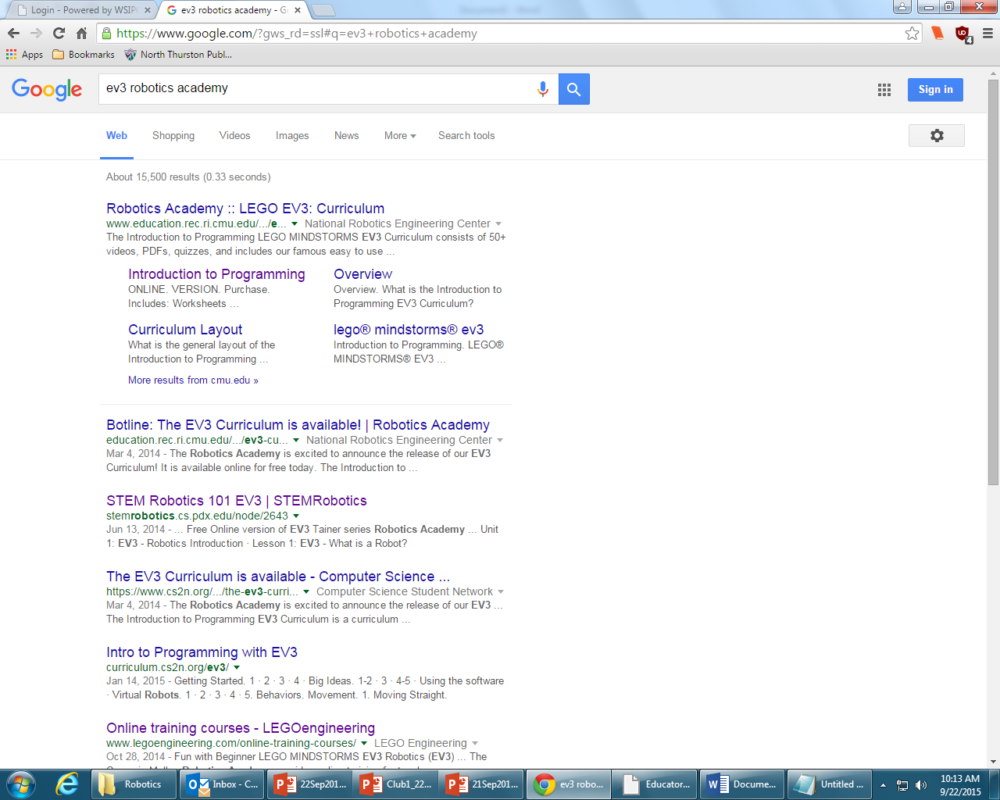 Login - Powered by WSIP
ev3 robotics academy - G
https://www.google.com/?gws_rd=ssl#q=ev3+robotics+academy
4
Apps Bookmarks North Thurston Publ...
Google ev3 robotics academy Sign in
Web Shopping Videos Images News More Search tools
About 15,500 results (0.33 seconds)
Robotics Academy :: LEGO EV3: Curriculum
www.education.rec.ri.cmu.edu/.../e... National Robotics Engineering Center
The Introduction to Programming LEGO MINDSTORMS EV3 Curriculum consists of 50+
videos, PDFs, quizzes, and includes our famous easy to use ...
Introduction to Programming
ONLINE. VERSION. Purchase.
Includes: Worksheets ...
Overview
Overview. What is the Introduction to
Programming EV3 Curriculum?
Curriculum Layout
What is the general layout of the
Introduction to Programming ...
lego® mindstorms® ev3
Introduction to Programming. LEGO®
MINDSTORMS® EV3 ...
More results from cmu.edu »
Botline: The EV3 Curriculum is available! | Robotics Academy
education.rec.ri.cmu.edu/.../ev3-cu... National Robotics Engineering Center
Mar 4, 2014 - The Robotics Academy is excited to announce the release of our EV3
Curriculum! It is available online for free today. The Introduction to ...
STEM Robotics 101 EV3 | STEMRobotics
stemrobotics.cs.pdx.edu/node/2643
Jun 13, 2014 - ... Free Online version of EV3 Tainer series Robotics Academy ... Unit
1: EV3 - Robotics Introduction · Lesson 1: EV3 - What is a Robot?
The EV3 Curriculum is available - Computer Science ...
https://www.cs2n.org/.../the-ev3-curri... Computer Science Student Network
Mar 4, 2014 - The Robotics Academy is excited to announce the release of our EV3 ...
The Introduction to Programming EV3 Curriculum is a curriculum ...
Intro to Programming with EV3
curriculum.cs2n.org/ev3/
Jan 14, 2015 - Getting Started. 1 · 2 · 3 · 4 · Big Ideas. 1-2 · 3 · 4-5 · Using the software
· Virtual Robots. 1 · 2 · 3 · 4 · 5. Behaviors. Movement. 1. Moving Straight.
Online training courses - LEGOengineering
www.legoengineering.com/online-training-courses/ LEGO Engineering
Oct 28, 2014 - Fun with Beginner LEGO MINDSTORMS EV3 Robotics (EV3) ... The
Robotics Inbox - C... 22Sep201... Club1_22... 21Sep201... ev3 robo... Educator... Docume... Untitled ... 10:13 AM
9/22/2015